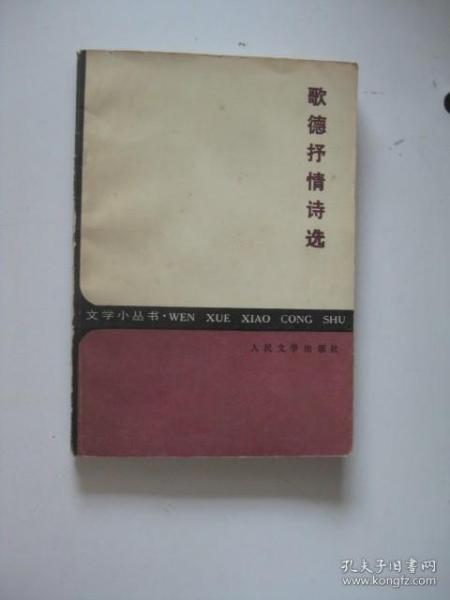 歌德抒情诗选
文学小丛书·WEN XUE XIAO CONG SHU
人民文学出版社
孔夫子旧书网
www.kongfz.com